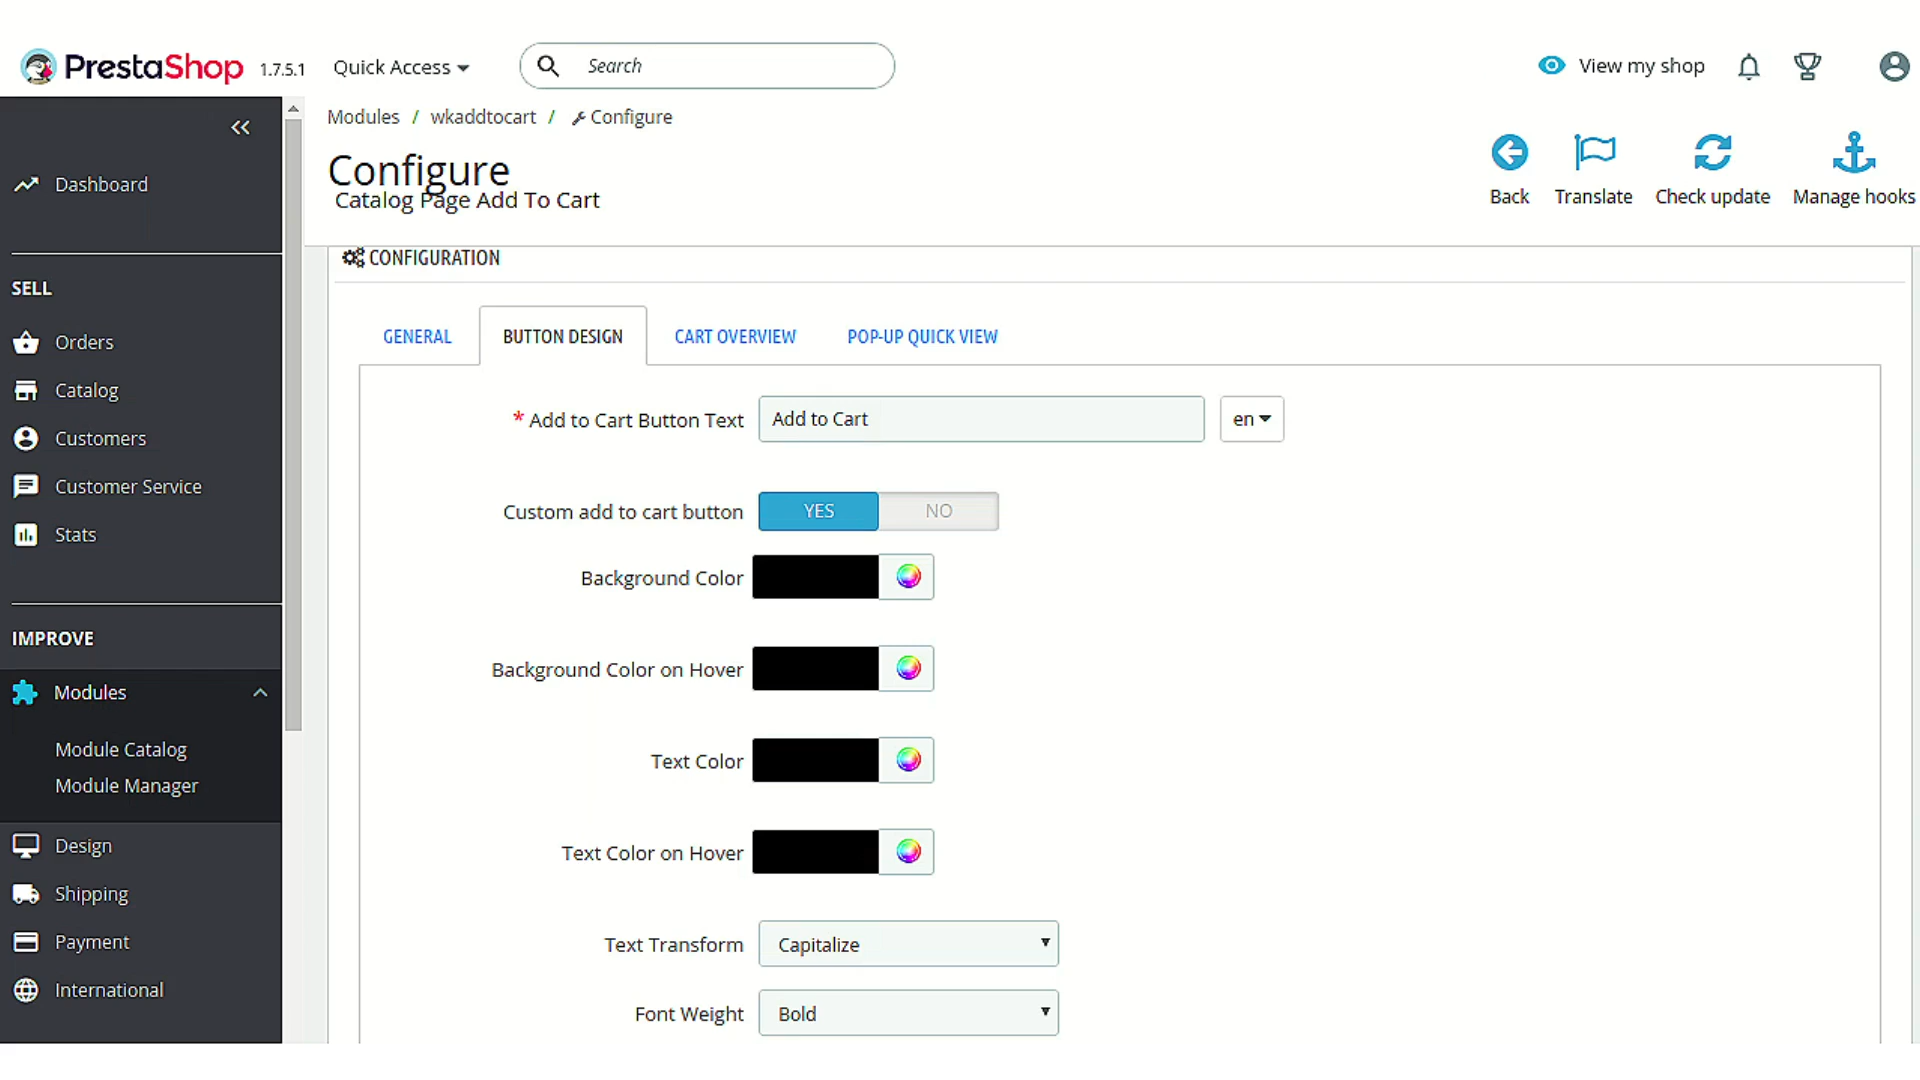 PrestaShop 1.7.5.1 Quick Access Search View my shop
Modules / wkaddtocart / Configure
Configure
Catalog Page Add To Cart
Back Translate Check update Manage hooks
Dashboard
SELL
Orders
Catalog
Customers
Customer Service
Stats
IMPROVE
Modules
Module Catalog
Module Manager
Design
Shipping
Payment
International
CONFIGURATION
GENERAL BUTTON DESIGN CART OVERVIEW POP-UP QUICK VIEW
* Add to Cart Button Text Add to Cart en
Custom add to cart button YES NO
Background Color
Background Color on Hover
Text Color
Text Color on Hover
Text Transform Capitalize
Font Weight Bold